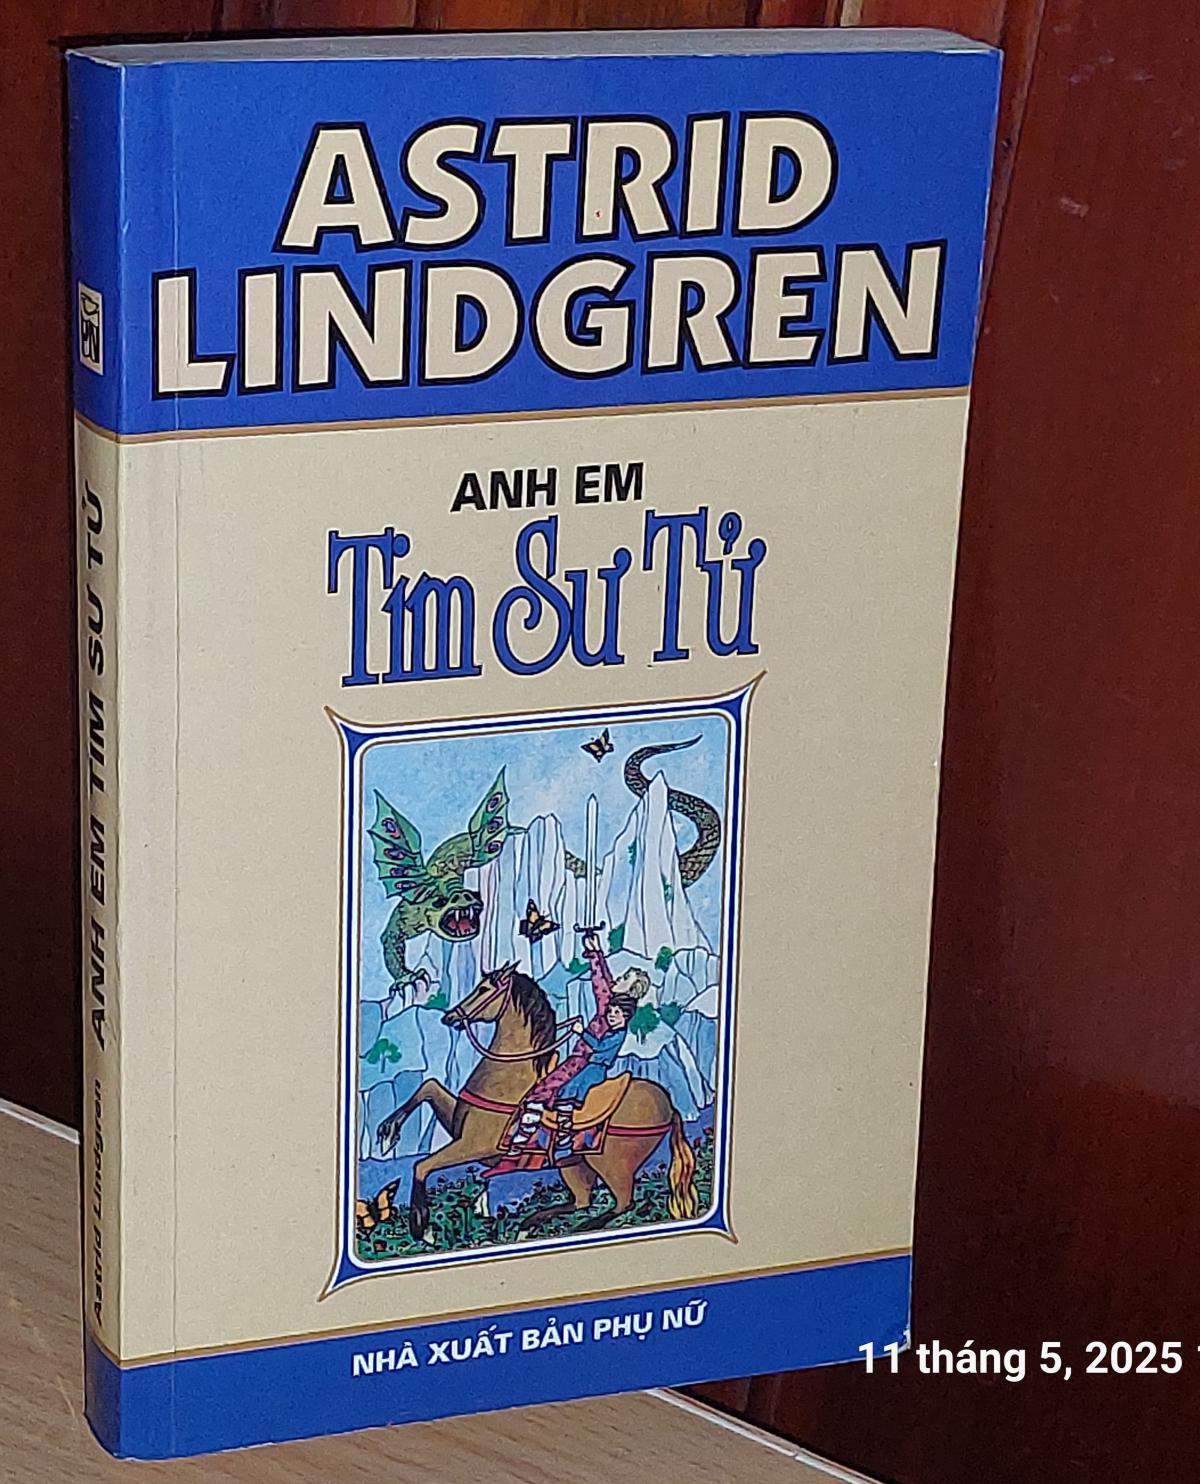 ASTRID
LINDGREN
ANH EM
Tim Sư Tử
NHÀ XUẤT BẢN PHỤ NỮ
PN
ANH EM TIM SƯ TỬ
Astrid Lindgren
11 tháng 5, 2025